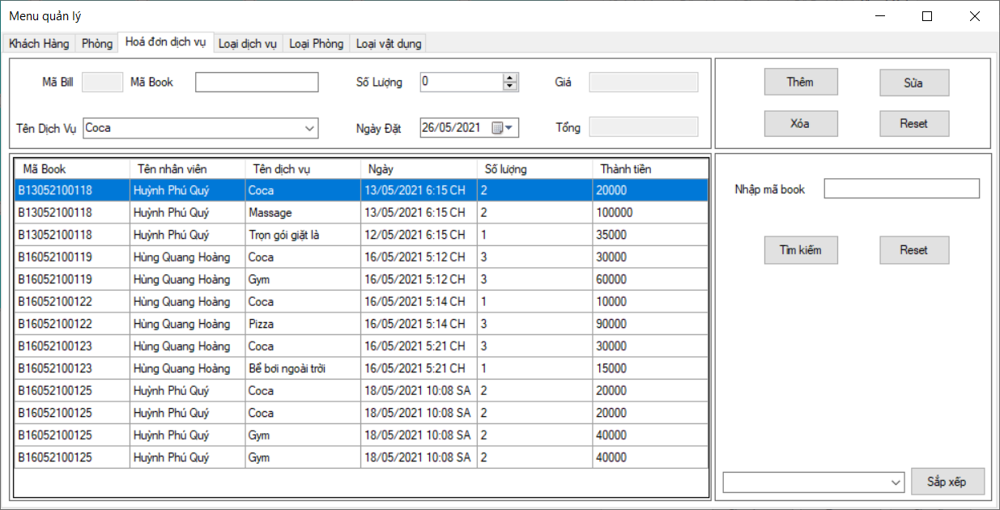 Menu quản lý
Khách Hàng Phòng Hoá đơn dịch vụ Loại dịch vụ Loại Phòng Loại vật dụng
Mã Bill Mã Book Số Lượng 0 Giá
Tên Dịch Vụ Coca Ngày Đặt 26/05/2021 Tổng
Thêm Sửa
Xóa Reset
Mã Book Tên nhân viên Tên dịch vụ Ngày Số lượng Thành tiền
B13052100118 Huỳnh Phú Quý Coca 13/05/2021 6:15 CH 2 20000
B13052100118 Huỳnh Phú Quý Massage 13/05/2021 6:15 CH 2 100000
B13052100118 Huỳnh Phú Quý Trọn gói giặt là 12/05/2021 6:15 CH 1 35000
B16052100119 Hùng Quang Hoàng Coca 16/05/2021 5:12 CH 3 30000
B16052100119 Hùng Quang Hoàng Gym 16/05/2021 5:12 CH 3 60000
B16052100122 Hùng Quang Hoàng Coca 16/05/2021 5:14 CH 1 10000
B16052100122 Hùng Quang Hoàng Pizza 16/05/2021 5:14 CH 3 90000
B16052100123 Hùng Quang Hoàng Coca 16/05/2021 5:21 CH 3 30000
B16052100123 Hùng Quang Hoàng Bể bơi ngoài trời 16/05/2021 5:21 CH 1 15000
B16052100125 Huỳnh Phú Quý Coca 18/05/2021 10:08 SA 2 20000
B16052100125 Huỳnh Phú Quý Coca 18/05/2021 10:08 SA 2 20000
B16052100125 Huỳnh Phú Quý Gym 18/05/2021 10:08 SA 2 40000
B16052100125 Huỳnh Phú Quý Gym 18/05/2021 10:08 SA 2 40000
Nhập mã book
Tìm kiếm Reset
Sắp xếp